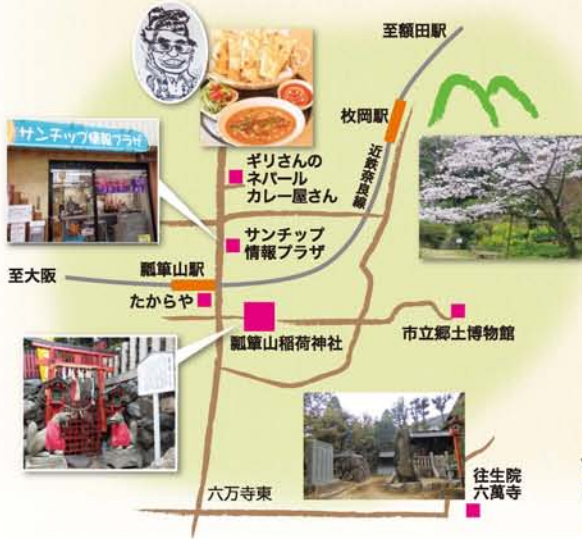 至額田駅
枚岡駅
近鉄奈良線
サンチップ情報プラザ
ギリさんの
ネパール
カレー屋さん
サンチップ
情報プラザ
至大阪
瓢箪山駅
たからや
瓢箪山稲荷神社
市立郷土博物館
六万寺東
往生院
六萬寺